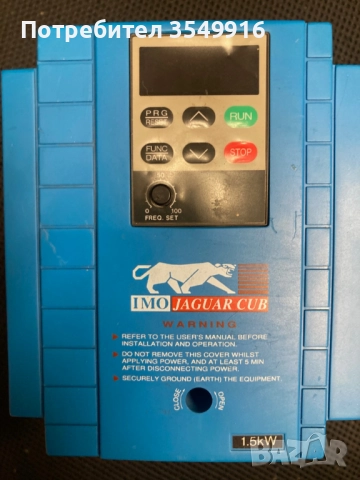 Потребител 3549916
PRG
RESET
RUN
FUNC
DATA
STOP
50
0 100
FREQ. SET
IMO JAGUAR CUB
WARNING
REFER TO THE USER'S MANUAL BEFORE
INSTALLATION AND OPERATION.
DO NOT REMOVE THIS COVER WHILST
APPLYING POWER, AND AT LEAST 5 MIN
AFTER DISCONNECTING POWER.
SECURELY GROUND (EARTH) THE EQUIPMENT.
CLOSE OPEN
1.5kW
bazar